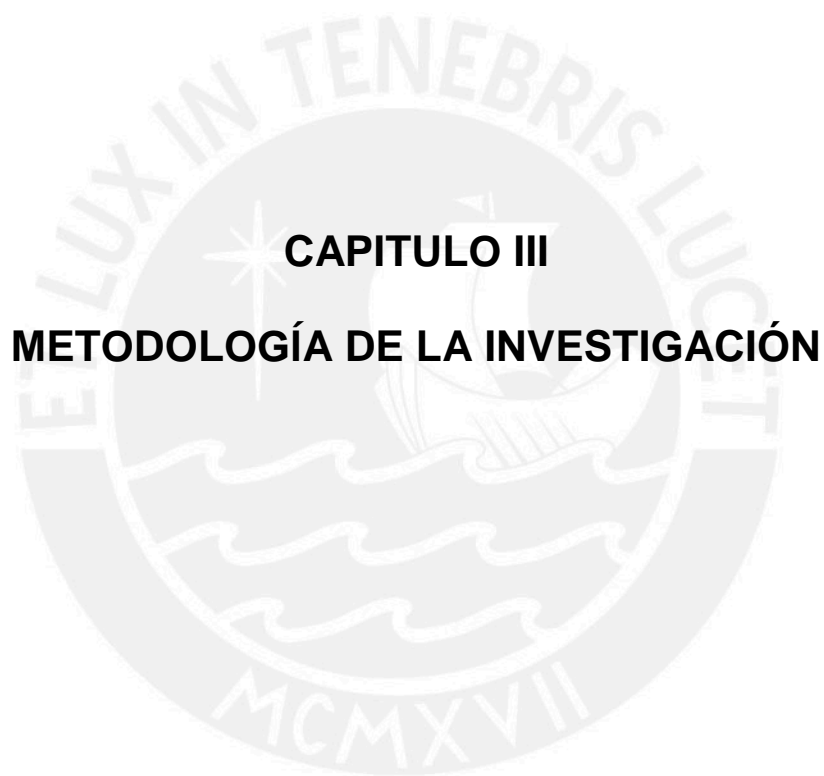 ET LUX IN TENEBRIS LUCET
CAPITULO III
METODOLOGÍA DE LA INVESTIGACIÓN
MCMXVII